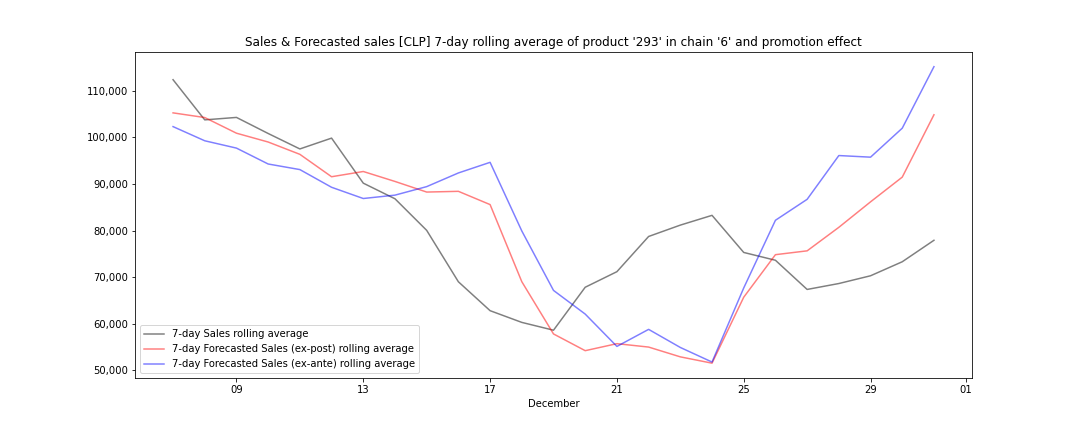 Sales & Forecasted sales [CLP] 7-day rolling average of product '293' in chain '6' and promotion effect
110,000
100,000
90,000
80,000
70,000
60,000
50,000
7-day Sales rolling average
7-day Forecasted Sales (ex-post) rolling average
7-day Forecasted Sales (ex-ante) rolling average
09 13 17 21 25 29 01
December